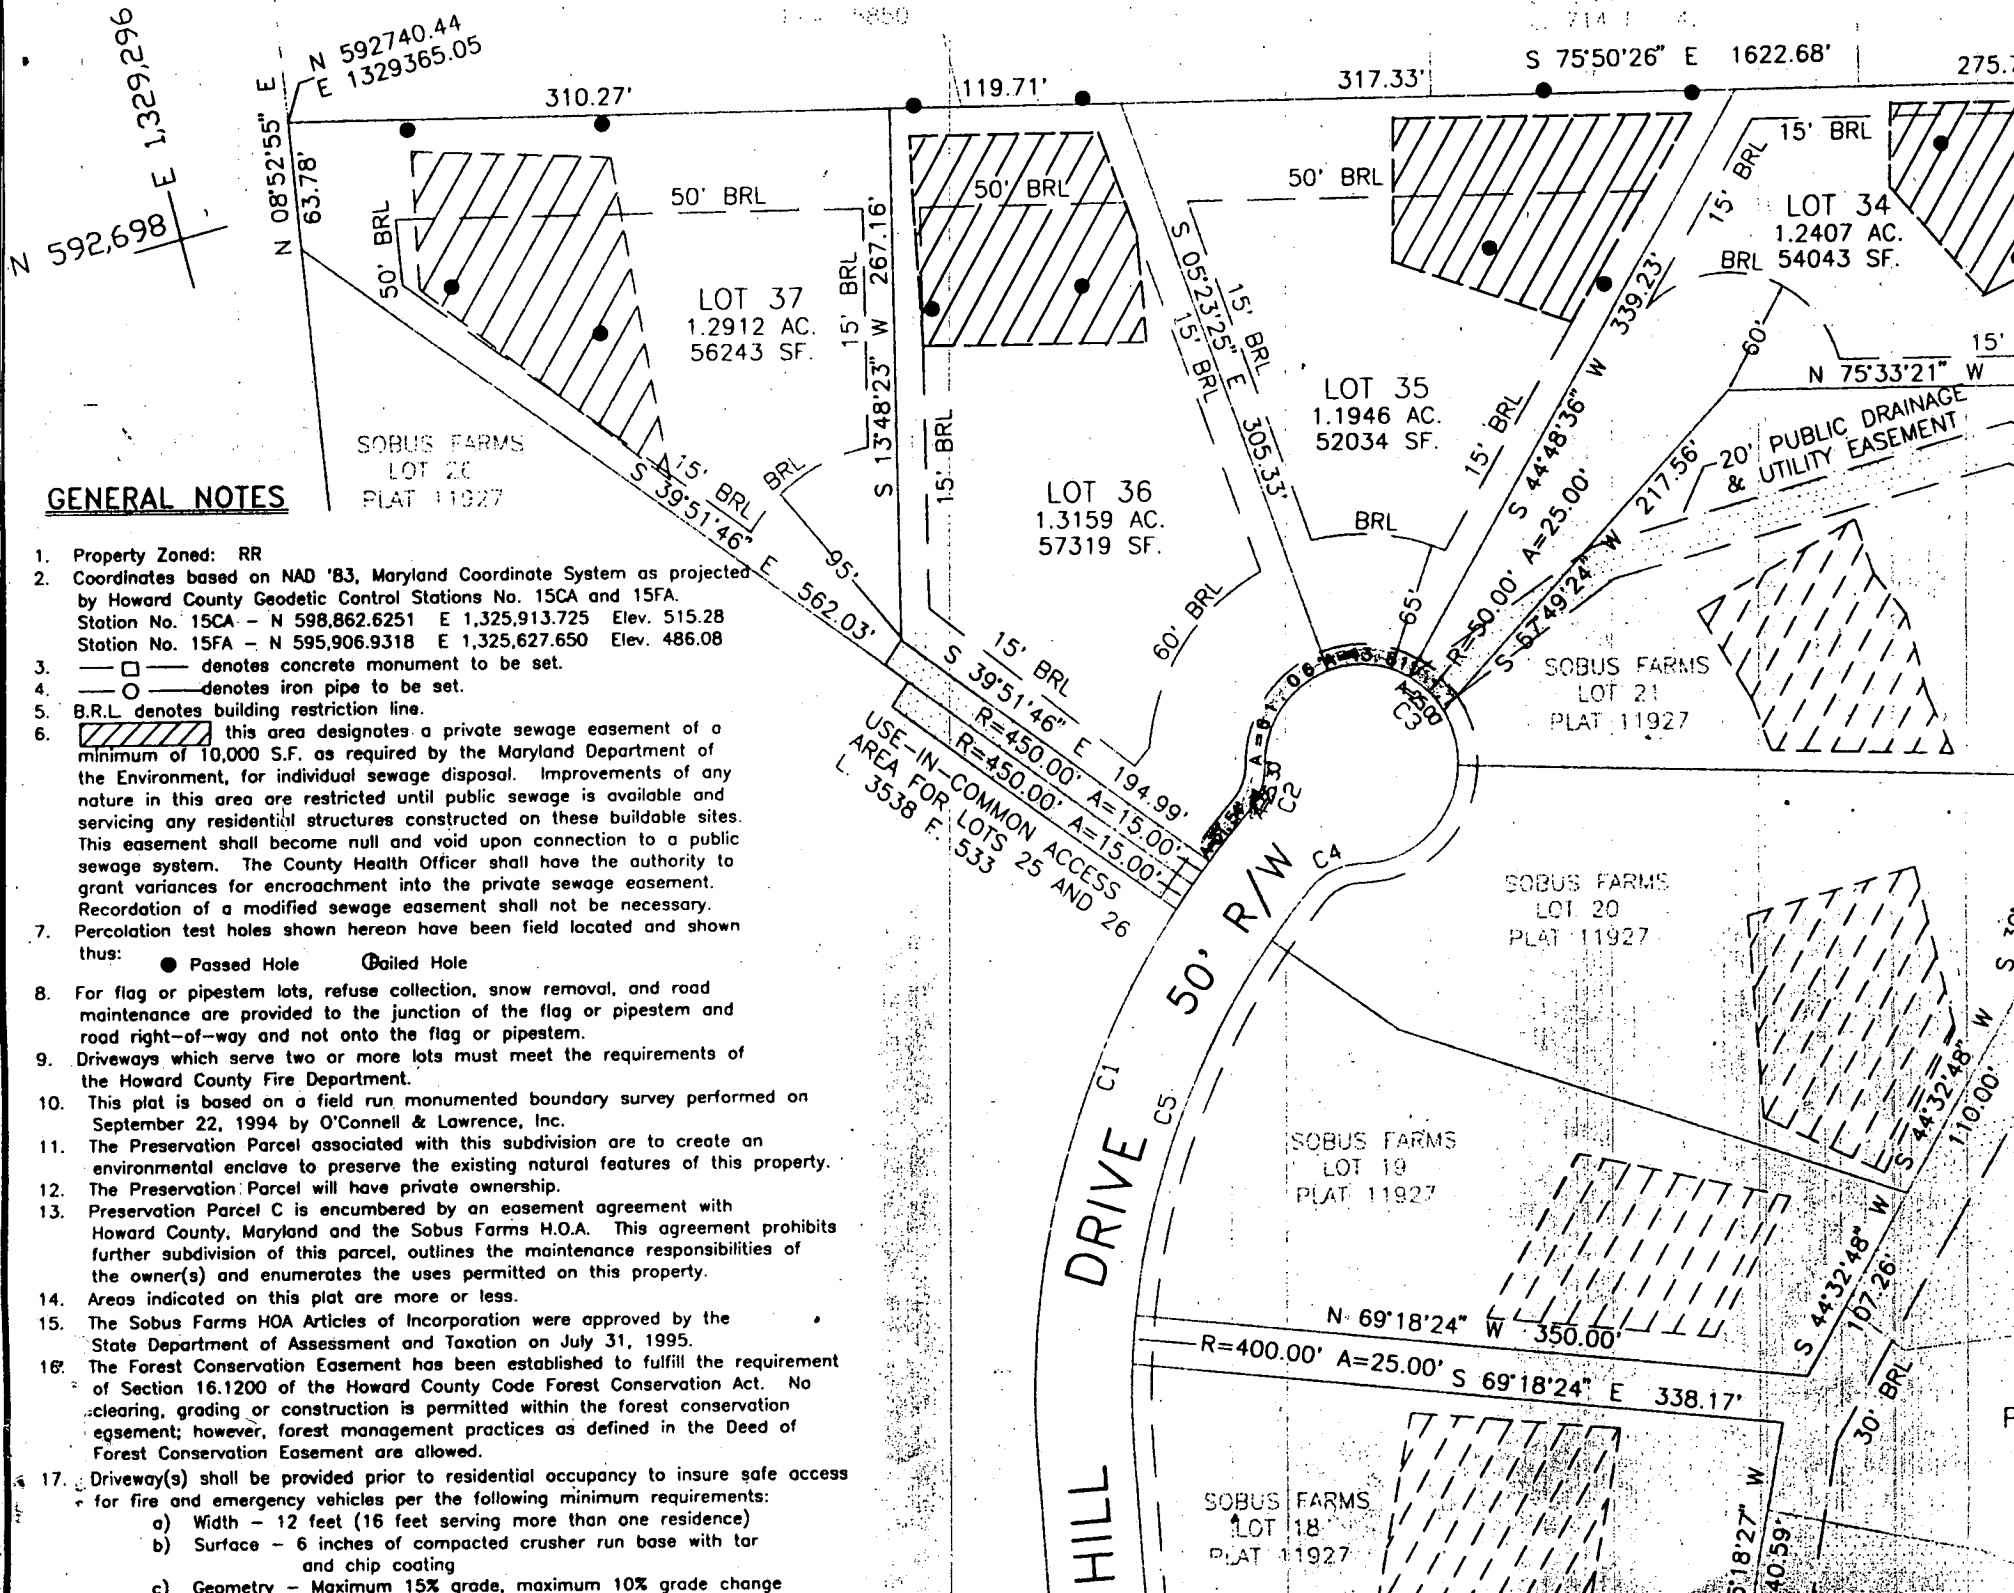 N 592740.44
E 1329365.05
E 1,329,296
N 592,698
N 08°52'55" E
63.78'
310.27'
119.71'
317.33'
S 75°50'26" E 1622.68'
50' BRL
50' BRL
15' BRL
267.16'
S 13°48'23" W
LOT 37
1.2912 AC.
56243 SF.
15' BRL
BRL
95'
S 39°51'46" E 562.03'
50' BRL
15' BRL
LOT 36
1.3159 AC.
57319 SF.
15' BRL
60' BRL
15' BRL
S 05°23'25" E 305.33'
15' BRL
50' BRL
LOT 35
1.1946 AC.
52034 SF.
15' BRL
BRL
65'
S 44°48'36" W 339.23'
15' BRL
15' BRL
LOT 34
1.2407 AC.
54043 SF.
BRL
60'
15'
N 75°33'21" W
20' PUBLIC DRAINAGE
& UTILITY EASEMENT
R=50.00' A=25.00'
S 67°49'24" W 217.56'
S 39°51'46" E 194.99'
R=450.00' A=15.00'
R=450.00' A=15.00'
USE-IN-COMMON ACCESS
AREA FOR LOTS 25 AND 26
L. 3538 F. 533
C3
C2
C4
C1
C5
50' R/W
HILL DRIVE
SOBUS FARMS
PLAT 11927
SOBUS FARMS
LOT 21
PLAT 11927
SOBUS FARMS
LOT 20
PLAT 11927
SOBUS FARMS
LOT 19
PLAT 11927
SOBUS FARMS
LOT 18
PLAT 11927
N 69°18'24" W 350.00'
R=400.00' A=25.00'
S 69°18'24" E 338.17'
S 44°32'48" W
110.00'
S 44°32'48" W
107.26'
30' BRL
GENERAL NOTES
1. Property Zoned: RR
2. Coordinates based on NAD '83, Maryland Coordinate System as projected
by Howard County Geodetic Control Stations No. 15CA and 15FA.
Station No. 15CA - N 598,862.6251 E 1,325,913.725 Elev. 515.28
Station No. 15FA - N 595,906.9318 E 1,325,627.650 Elev. 486.08
3. denotes concrete monument to be set.
4. denotes iron pipe to be set.
5. B.R.L. denotes building restriction line.
6. this area designates a private sewage easement of a
minimum of 10,000 S.F. as required by the Maryland Department of
the Environment, for individual sewage disposal. Improvements of any
nature in this area are restricted until public sewage is available and
servicing any residential structures constructed on these buildable sites.
This easement shall become null and void upon connection to a public
sewage system. The County Health Officer shall have the authority to
grant variances for encroachment into the private sewage easement.
Recordation of a modified sewage easement shall not be necessary.
7. Percolation test holes shown hereon have been field located and shown
thus:
Passed Hole Failed Hole
8. For flag or pipestem lots, refuse collection, snow removal, and road
maintenance are provided to the junction of the flag or pipestem and
road right-of-way and not onto the flag or pipestem.
9. Driveways which serve two or more lots must meet the requirements of
the Howard County Fire Department.
10. This plat is based on a field run monumented boundary survey performed on
September 22, 1994 by O'Connell & Lawrence, Inc.
11. The Preservation Parcel associated with this subdivision are to create an
environmental enclave to preserve the existing natural features of this property.
12. The Preservation Parcel will have private ownership.
13. Preservation Parcel C is encumbered by an easement agreement with
Howard County, Maryland and the Sobus Farms H.O.A. This agreement prohibits
further subdivision of this parcel, outlines the maintenance responsibilities of
the owner(s) and enumerates the uses permitted on this property.
14. Areas indicated on this plat are more or less.
15. The Sobus Farms HOA Articles of Incorporation were approved by the
State Department of Assessment and Taxation on July 31, 1995.
16. The Forest Conservation Easement has been established to fulfill the requirement
of Section 16.1200 of the Howard County Code Forest Conservation Act. No
clearing, grading or construction is permitted within the forest conservation
easement; however, forest management practices as defined in the Deed of
Forest Conservation Easement are allowed.
17. Driveway(s) shall be provided prior to residential occupancy to insure safe access
for fire and emergency vehicles per the following minimum requirements:
a) Width - 12 feet (16 feet serving more than one residence)
b) Surface - 6 inches of compacted crusher run base with tar
and chip coating
c) Geometry - Maximum 15% grade, maximum 10% grade change